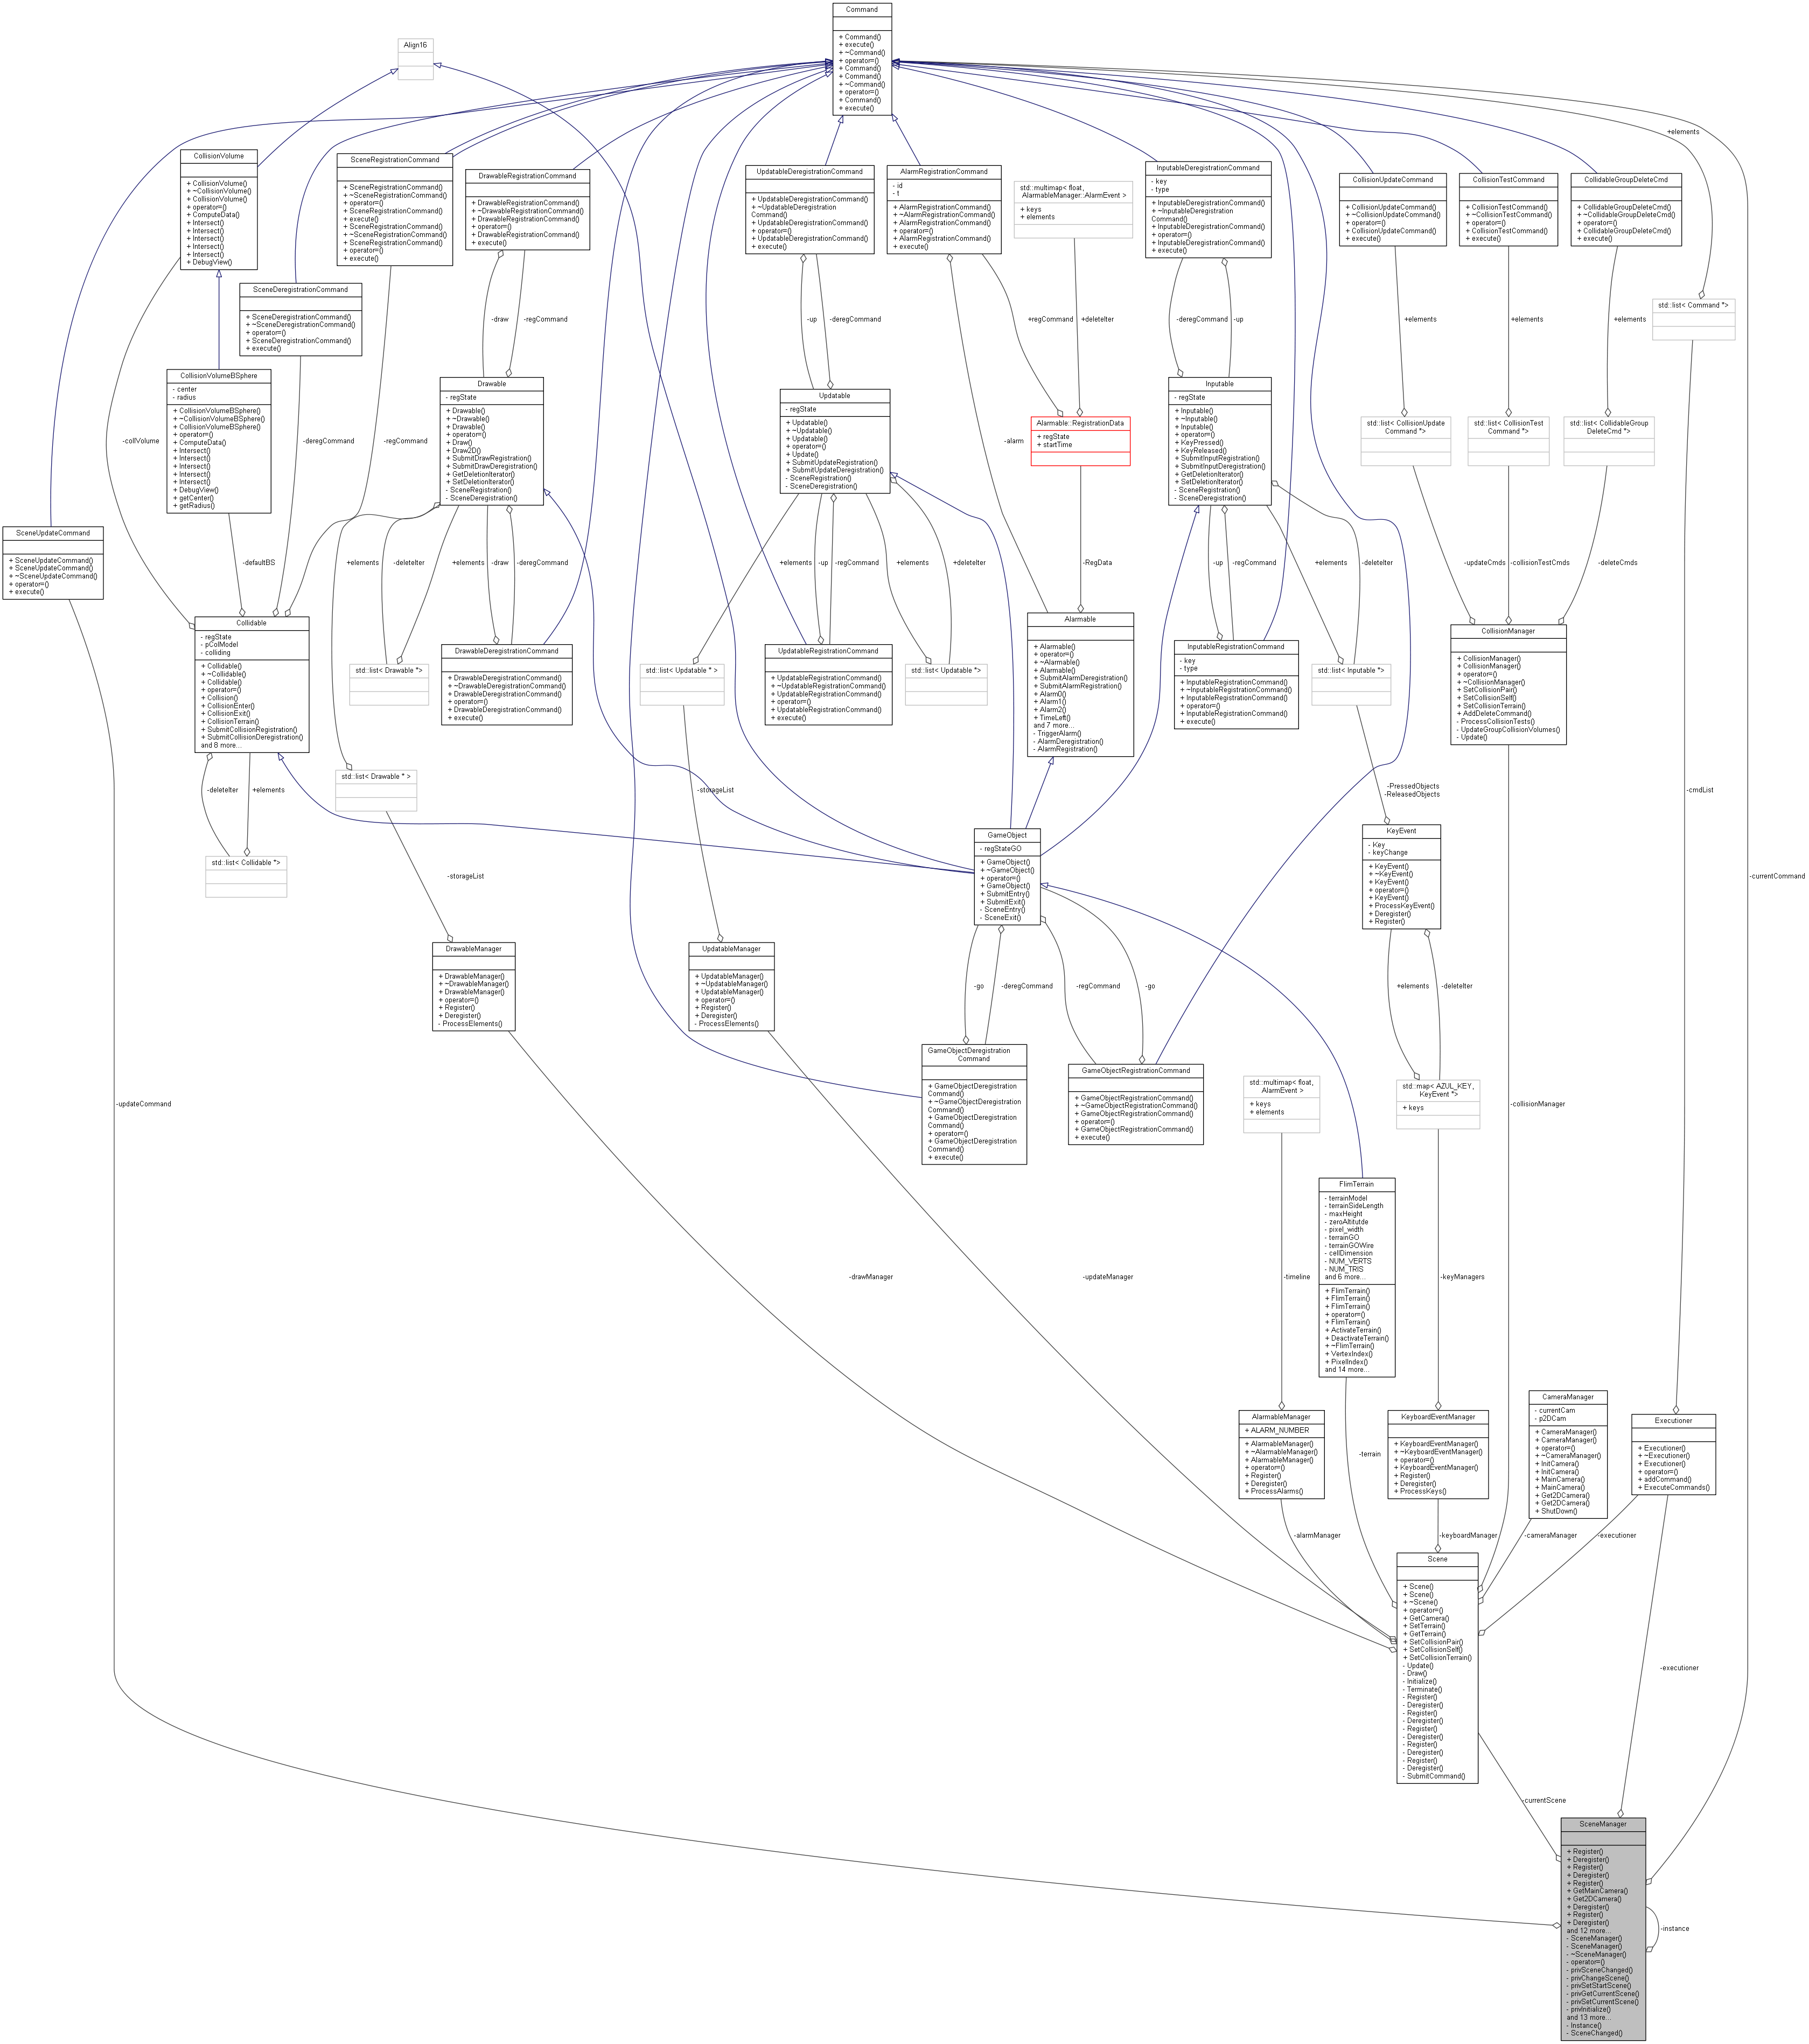 Command
+ Command()
+ execute()
+ ~Command()
+ operator=()
+ Command()
+ Command()
+ ~Command()
+ operator=()
+ Command()
+ execute()
Align16
CollisionVolume
+ CollisionVolume()
+ ~CollisionVolume()
+ CollisionVolume()
+ operator=()
+ ComputeData()
+ Intersect()
+ Intersect()
+ Intersect()
+ Intersect()
+ DebugView()
SceneRegistrationCommand
+ SceneRegistrationCommand()
+ ~SceneRegistrationCommand()
+ operator=()
+ SceneRegistrationCommand()
+ execute()
+ SceneRegistrationCommand()
+ ~SceneRegistrationCommand()
+ SceneRegistrationCommand()
+ operator=()
+ execute()
DrawableRegistrationCommand
+ DrawableRegistrationCommand()
+ ~DrawableRegistrationCommand()
+ DrawableRegistrationCommand()
+ operator=()
+ DrawableRegistrationCommand()
+ execute()
UpdatableDeregistrationCommand
+ UpdatableDeregistrationCommand()
+ ~UpdatableDeregistration
Command()
+ UpdatableDeregistrationCommand()
+ operator=()
+ UpdatableDeregistrationCommand()
+ execute()
AlarmRegistrationCommand
- id
- t
+ AlarmRegistrationCommand()
+ ~AlarmRegistrationCommand()
+ AlarmRegistrationCommand()
+ operator=()
+ AlarmRegistrationCommand()
+ execute()
std::multimap< float,
AlarmableManager::AlarmEvent >
+ keys
+ elements
InputableDeregistrationCommand
- key
- type
+ InputableDeregistrationCommand()
+ ~InputableDeregistration
Command()
+ InputableDeregistrationCommand()
+ operator=()
+ InputableDeregistrationCommand()
+ execute()
CollisionUpdateCommand
+ CollisionUpdateCommand()
+ ~CollisionUpdateCommand()
+ operator=()
+ CollisionUpdateCommand()
+ execute()
CollisionTestCommand
+ CollisionTestCommand()
+ ~CollisionTestCommand()
+ operator=()
+ CollisionTestCommand()
+ execute()
CollidableGroupDeleteCmd
+ CollidableGroupDeleteCmd()
+ ~CollidableGroupDeleteCmd()
+ operator=()
+ CollidableGroupDeleteCmd()
+ execute()
+elements
std::list< Command *>
SceneDeregistrationCommand
+ SceneDeregistrationCommand()
+ ~SceneDeregistrationCommand()
+ operator=()
+ SceneDeregistrationCommand()
+ execute()
-draw
-regCommand
-up
-deregCommand
+regCommand
+deleteIter
-deregCommand
-up
+elements
+elements
+elements
CollisionVolumeBSphere
- center
- radius
+ CollisionVolumeBSphere()
+ ~CollisionVolumeBSphere()
+ CollisionVolumeBSphere()
+ operator=()
+ ComputeData()
+ Intersect()
+ Intersect()
+ Intersect()
+ Intersect()
+ Intersect()
+ DebugView()
+ getCenter()
+ getRadius()
-collVolume
-deregCommand
-regCommand
Drawable
- regState
+ Drawable()
+ ~Drawable()
+ Drawable()
+ operator=()
+ Draw()
+ Draw2D()
+ SubmitDrawRegistration()
+ SubmitDrawDeregistration()
+ GetDeletionIterator()
+ SetDeletionIterator()
- SceneRegistration()
- SceneDeregistration()
Updatable
- regState
+ Updatable()
+ ~Updatable()
+ Updatable()
+ operator=()
+ Update()
+ SubmitUpdateRegistration()
+ SubmitUpdateDeregistration()
- SceneRegistration()
- SceneDeregistration()
-alarm
Alarmable::RegistrationData
+ regState
+ startTime
Inputable
- regState
+ Inputable()
+ ~Inputable()
+ Inputable()
+ operator=()
+ KeyPressed()
+ KeyReleased()
+ SubmitInputRegistration()
+ SubmitInputDeregistration()
+ GetDeletionIterator()
+ SetDeletionIterator()
- SceneRegistration()
- SceneDeregistration()
std::list< CollisionUpdate
Command *>
std::list< CollisionTest
Command *>
std::list< CollidableGroup
DeleteCmd *>
SceneUpdateCommand
+ SceneUpdateCommand()
+ SceneUpdateCommand()
+ ~SceneUpdateCommand()
+ operator=()
+ execute()
-defaultBS
+elements
-deleteIter
+elements
-draw
-deregCommand
+elements
-up
-regCommand
+elements
+deleteIter
-RegData
-up
-regCommand
+elements
-deleteIter
-updateCmds
-collisionTestCmds
-deleteCmds
Collidable
- regState
- pColModel
- colliding
+ Collidable()
+ ~Collidable()
+ Collidable()
+ operator=()
+ Collision()
+ CollisionEnter()
+ CollisionExit()
+ CollisionTerrain()
+ SubmitCollisionRegistration()
+ SubmitCollisionDeregistration()
and 8 more...
std::list< Drawable *>
DrawableDeregistrationCommand
+ DrawableDeregistrationCommand()
+ ~DrawableDeregistrationCommand()
+ DrawableDeregistrationCommand()
+ operator=()
+ DrawableDeregistrationCommand()
+ execute()
std::list< Updatable * >
UpdatableRegistrationCommand
+ UpdatableRegistrationCommand()
+ ~UpdatableRegistrationCommand()
+ UpdatableRegistrationCommand()
+ operator=()
+ UpdatableRegistrationCommand()
+ execute()
std::list< Updatable *>
Alarmable
+ Alarmable()
+ operator=()
+ ~Alarmable()
+ Alarmable()
+ SubmitAlarmDeregistration()
+ SubmitAlarmRegistration()
+ Alarm0()
+ Alarm1()
+ Alarm2()
+ TimeLeft()
and 7 more...
- TriggerAlarm()
- AlarmDeregistration()
- AlarmRegistration()
InputableRegistrationCommand
- key
- type
+ InputableRegistrationCommand()
+ ~InputableRegistrationCommand()
+ InputableRegistrationCommand()
+ operator=()
+ InputableRegistrationCommand()
+ execute()
std::list< Inputable *>
CollisionManager
+ CollisionManager()
+ CollisionManager()
+ operator=()
+ ~CollisionManager()
+ SetCollisionPair()
+ SetCollisionSelf()
+ SetCollisionTerrain()
+ AddDeleteCommand()
- ProcessCollisionTests()
- UpdateGroupCollisionVolumes()
- Update()
-deleteIter
+elements
std::list< Drawable * >
-storageList
-PressedObjects
-ReleasedObjects
-cmdList
std::list< Collidable *>
-storageList
GameObject
- regStateGO
+ GameObject()
+ ~GameObject()
+ operator=()
+ GameObject()
+ SubmitEntry()
+ SubmitExit()
- SceneEntry()
- SceneExit()
KeyEvent
- Key
- keyChange
+ KeyEvent()
+ ~KeyEvent()
+ KeyEvent()
+ operator=()
+ KeyEvent()
+ ProcessKeyEvent()
+ Deregister()
+ Register()
-currentCommand
DrawableManager
+ DrawableManager()
+ ~DrawableManager()
+ DrawableManager()
+ operator=()
+ Register()
+ Deregister()
- ProcessElements()
UpdatableManager
+ UpdatableManager()
+ ~UpdatableManager()
+ UpdatableManager()
+ operator=()
+ Register()
+ Deregister()
- ProcessElements()
-go
-deregCommand
-regCommand
-go
+elements
-deleteIter
GameObjectDeregistration
Command
+ GameObjectDeregistration
Command()
+ ~GameObjectDeregistration
Command()
+ GameObjectDeregistration
Command()
+ operator=()
+ GameObjectDeregistration
Command()
+ execute()
GameObjectRegistrationCommand
+ GameObjectRegistrationCommand()
+ ~GameObjectRegistrationCommand()
+ GameObjectRegistrationCommand()
+ operator=()
+ GameObjectRegistrationCommand()
+ execute()
std::multimap< float,
AlarmEvent >
+ keys
+ elements
std::map< AZUL_KEY,
KeyEvent *>
+ keys
-updateCommand
-collisionManager
FlimTerrain
- terrainModel
- terrainSideLength
- maxHeight
- zeroAltitutde
- pixel_width
- terrainGO
- terrainGOWire
- cellDimension
- NUM_VERTS
- NUM_TRIS
and 6 more...
+ FlimTerrain()
+ FlimTerrain()
+ FlimTerrain()
+ operator=()
+ FlimTerrain()
+ ActivateTerrain()
+ DeactivateTerrain()
+ ~FlimTerrain()
+ VertexIndex()
+ PixelIndex()
and 14 more...
-drawManager
-updateManager
-timeline
-keyManagers
AlarmableManager
+ ALARM_NUMBER
+ AlarmableManager()
+ ~AlarmableManager()
+ AlarmableManager()
+ operator=()
+ Register()
+ Deregister()
+ ProcessAlarms()
-terrain
KeyboardEventManager
+ KeyboardEventManager()
+ ~KeyboardEventManager()
+ operator=()
+ KeyboardEventManager()
+ Register()
+ Deregister()
+ ProcessKeys()
CameraManager
- currentCam
- p2DCam
+ CameraManager()
+ CameraManager()
+ operator=()
+ ~CameraManager()
+ InitCamera()
+ InitCamera()
+ MainCamera()
+ MainCamera()
+ Get2DCamera()
+ Get2DCamera()
+ ShutDown()
Executioner
+ Executioner()
+ ~Executioner()
+ Executioner()
+ operator=()
+ addCommand()
+ ExecuteCommands()
-alarmManager
-keyboardManager
-cameraManager
-executioner
Scene
+ Scene()
+ Scene()
+ ~Scene()
+ operator=()
+ GetCamera()
+ SetTerrain()
+ GetTerrain()
+ SetCollisionPair()
+ SetCollisionSelf()
+ SetCollisionTerrain()
- Update()
- Draw()
- Initialize()
- Terminate()
- Register()
- Deregister()
- Register()
- Deregister()
- Register()
- Deregister()
- Register()
- Deregister()
- Register()
- Deregister()
- SubmitCommand()
-executioner
-currentScene
SceneManager
+ Register()
+ Deregister()
+ Register()
+ Deregister()
+ Register()
+ GetMainCamera()
+ Get2DCamera()
+ Deregister()
+ Register()
+ Deregister()
and 12 more...
- SceneManager()
- SceneManager()
- ~SceneManager()
- operator=()
- privSceneChanged()
- privChangeScene()
- privSetStartScene()
- privGetCurrentScene()
- privSetCurrentScene()
- privInitialize()
and 13 more...
- Instance()
- SceneChanged()
-instance